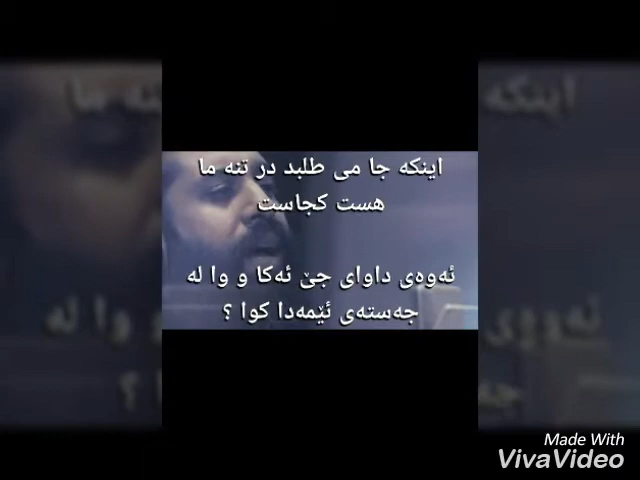 اینکه جا می طلبد در تنه ما
هست کجاست
ئەوەی داوای جێ ئەکا و وا لە
جەستەی ئێمەدا کوا ؟
Made With
VivaVideo